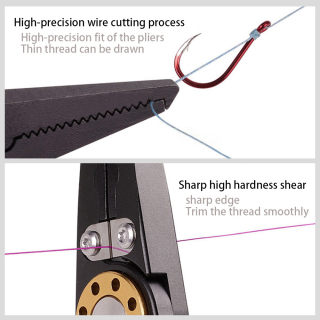 High-precision wire cutting process
High-precision fit of the pliers
Thin thread can be drawn
Sharp high hardness shear
sharp edge
Trim the thread smoothly